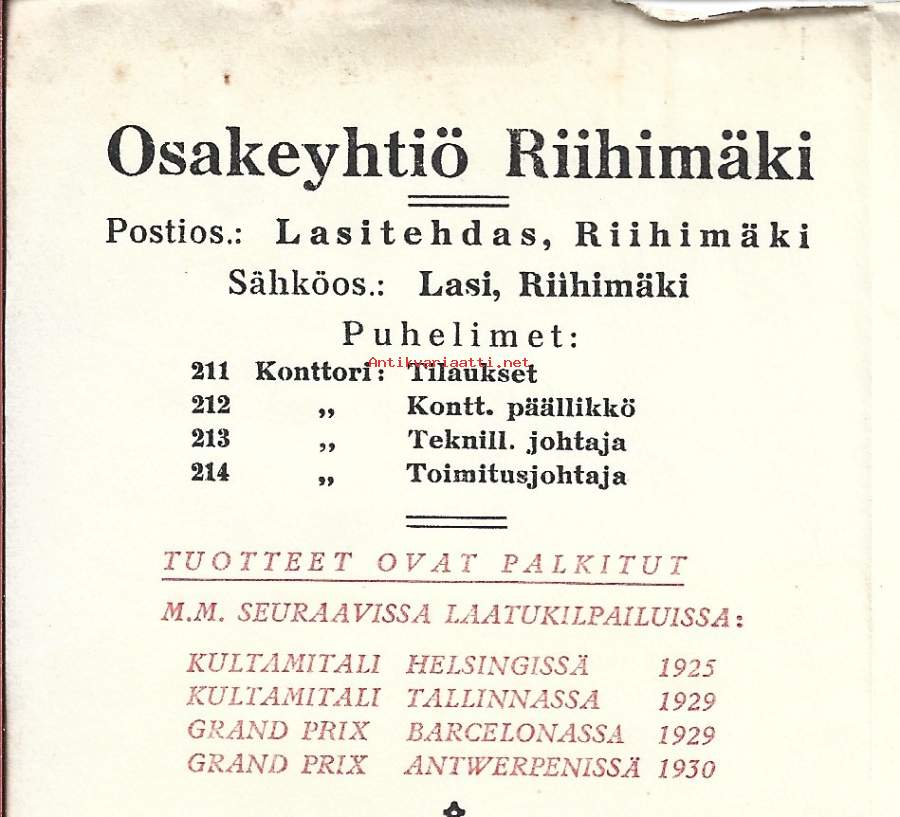 Osakeyhtiö Riihimäki
Postios.: Lasitehdas, Riihimäki
Sähköos.: Lasi, Riihimäki
Puhelimet:
Antikvariaatti.net
211 Konttori: Tilaukset
212 „ Kontt. päällikkö
213 „ Teknill. johtaja
214 „ Toimitusjohtaja
TUOTTEET OVAT PALKITUT
M.M. SEURAAVISSA LAATUKILPAILUISSA:
KULTAMITALI HELSINGISSÄ 1925
KULTAMITALI TALLINNASSA 1929
GRAND PRIX BARCELONASSA 1929
GRAND PRIX ANTWERPENISSÄ 1930